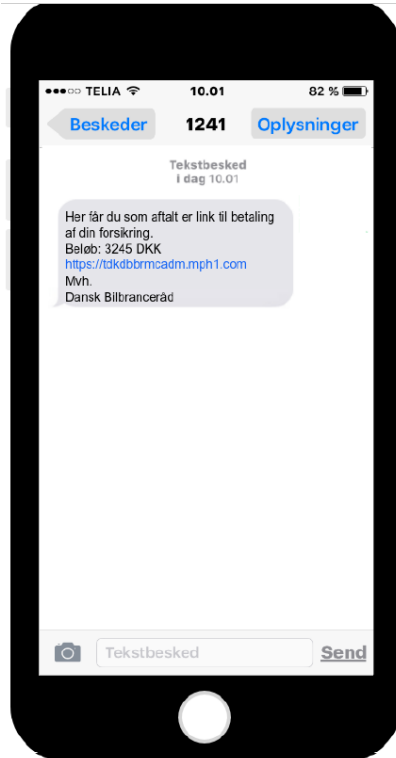 TELIA 10.01 82 %
Beskeder 1241 Oplysninger
Tekstbesked
i dag 10.01
Her får du som aftalt er link til betaling
af din forsikring.
Beløb: 3245 DKK
https://tdkdbbrmcadm.mph1.com
Mvh.
Dansk Bilbranceråd
Tekstbesked Send